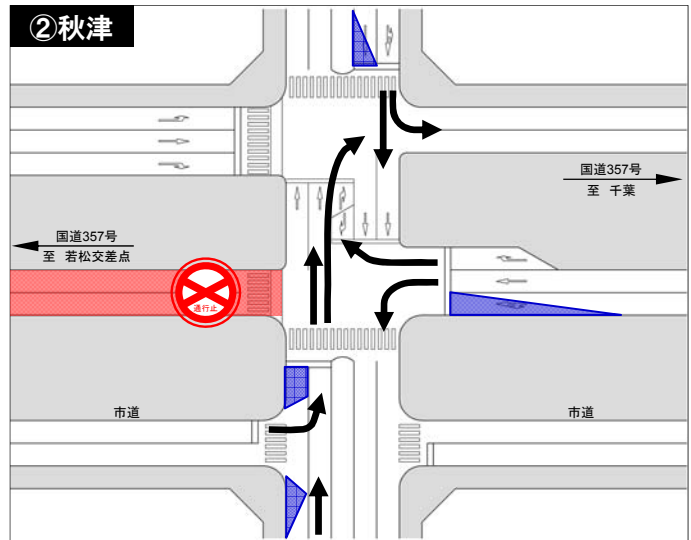 ②秋津
国道357号
至 千葉
国道357号
至 若松交差点
通行止
市道
市道